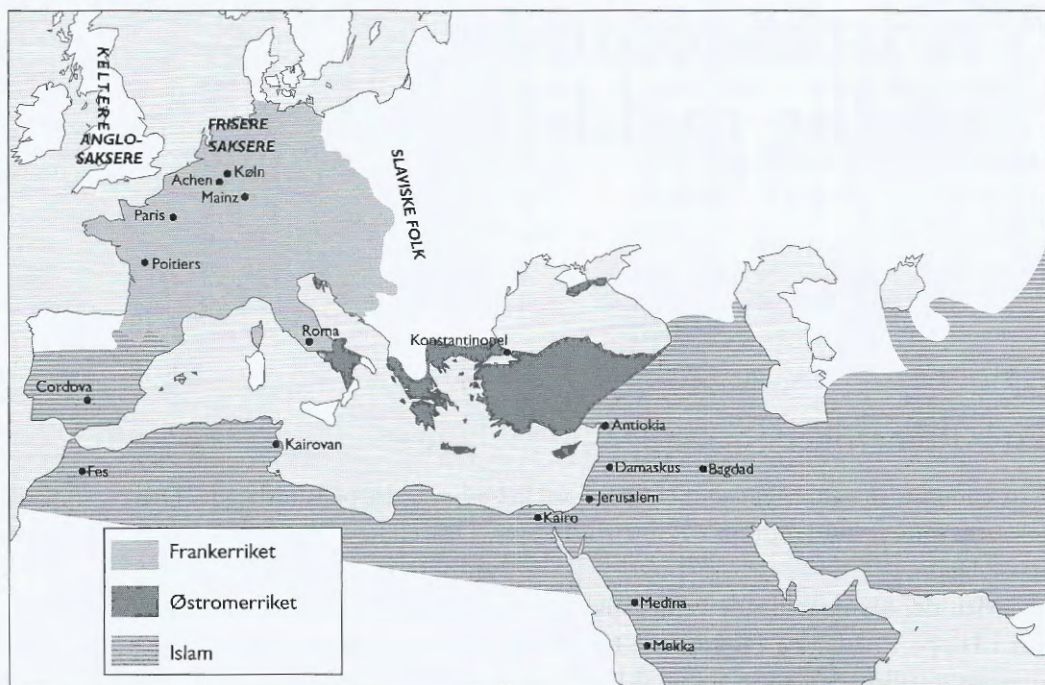 KELTERE
ANGLO-
SAKSERE
FRISERE
SAKSERE
Achen
Køln
Mainz
Paris
Poitiers
SLAVISKE FOLK
Roma
Konstantinopel
Cordova
Kairovan
Fes
Antiokia
Damaskus
Bagdad
Jerusalem
Kairo
Medina
Mekka
Frankerriket
Østromerriket
Islam